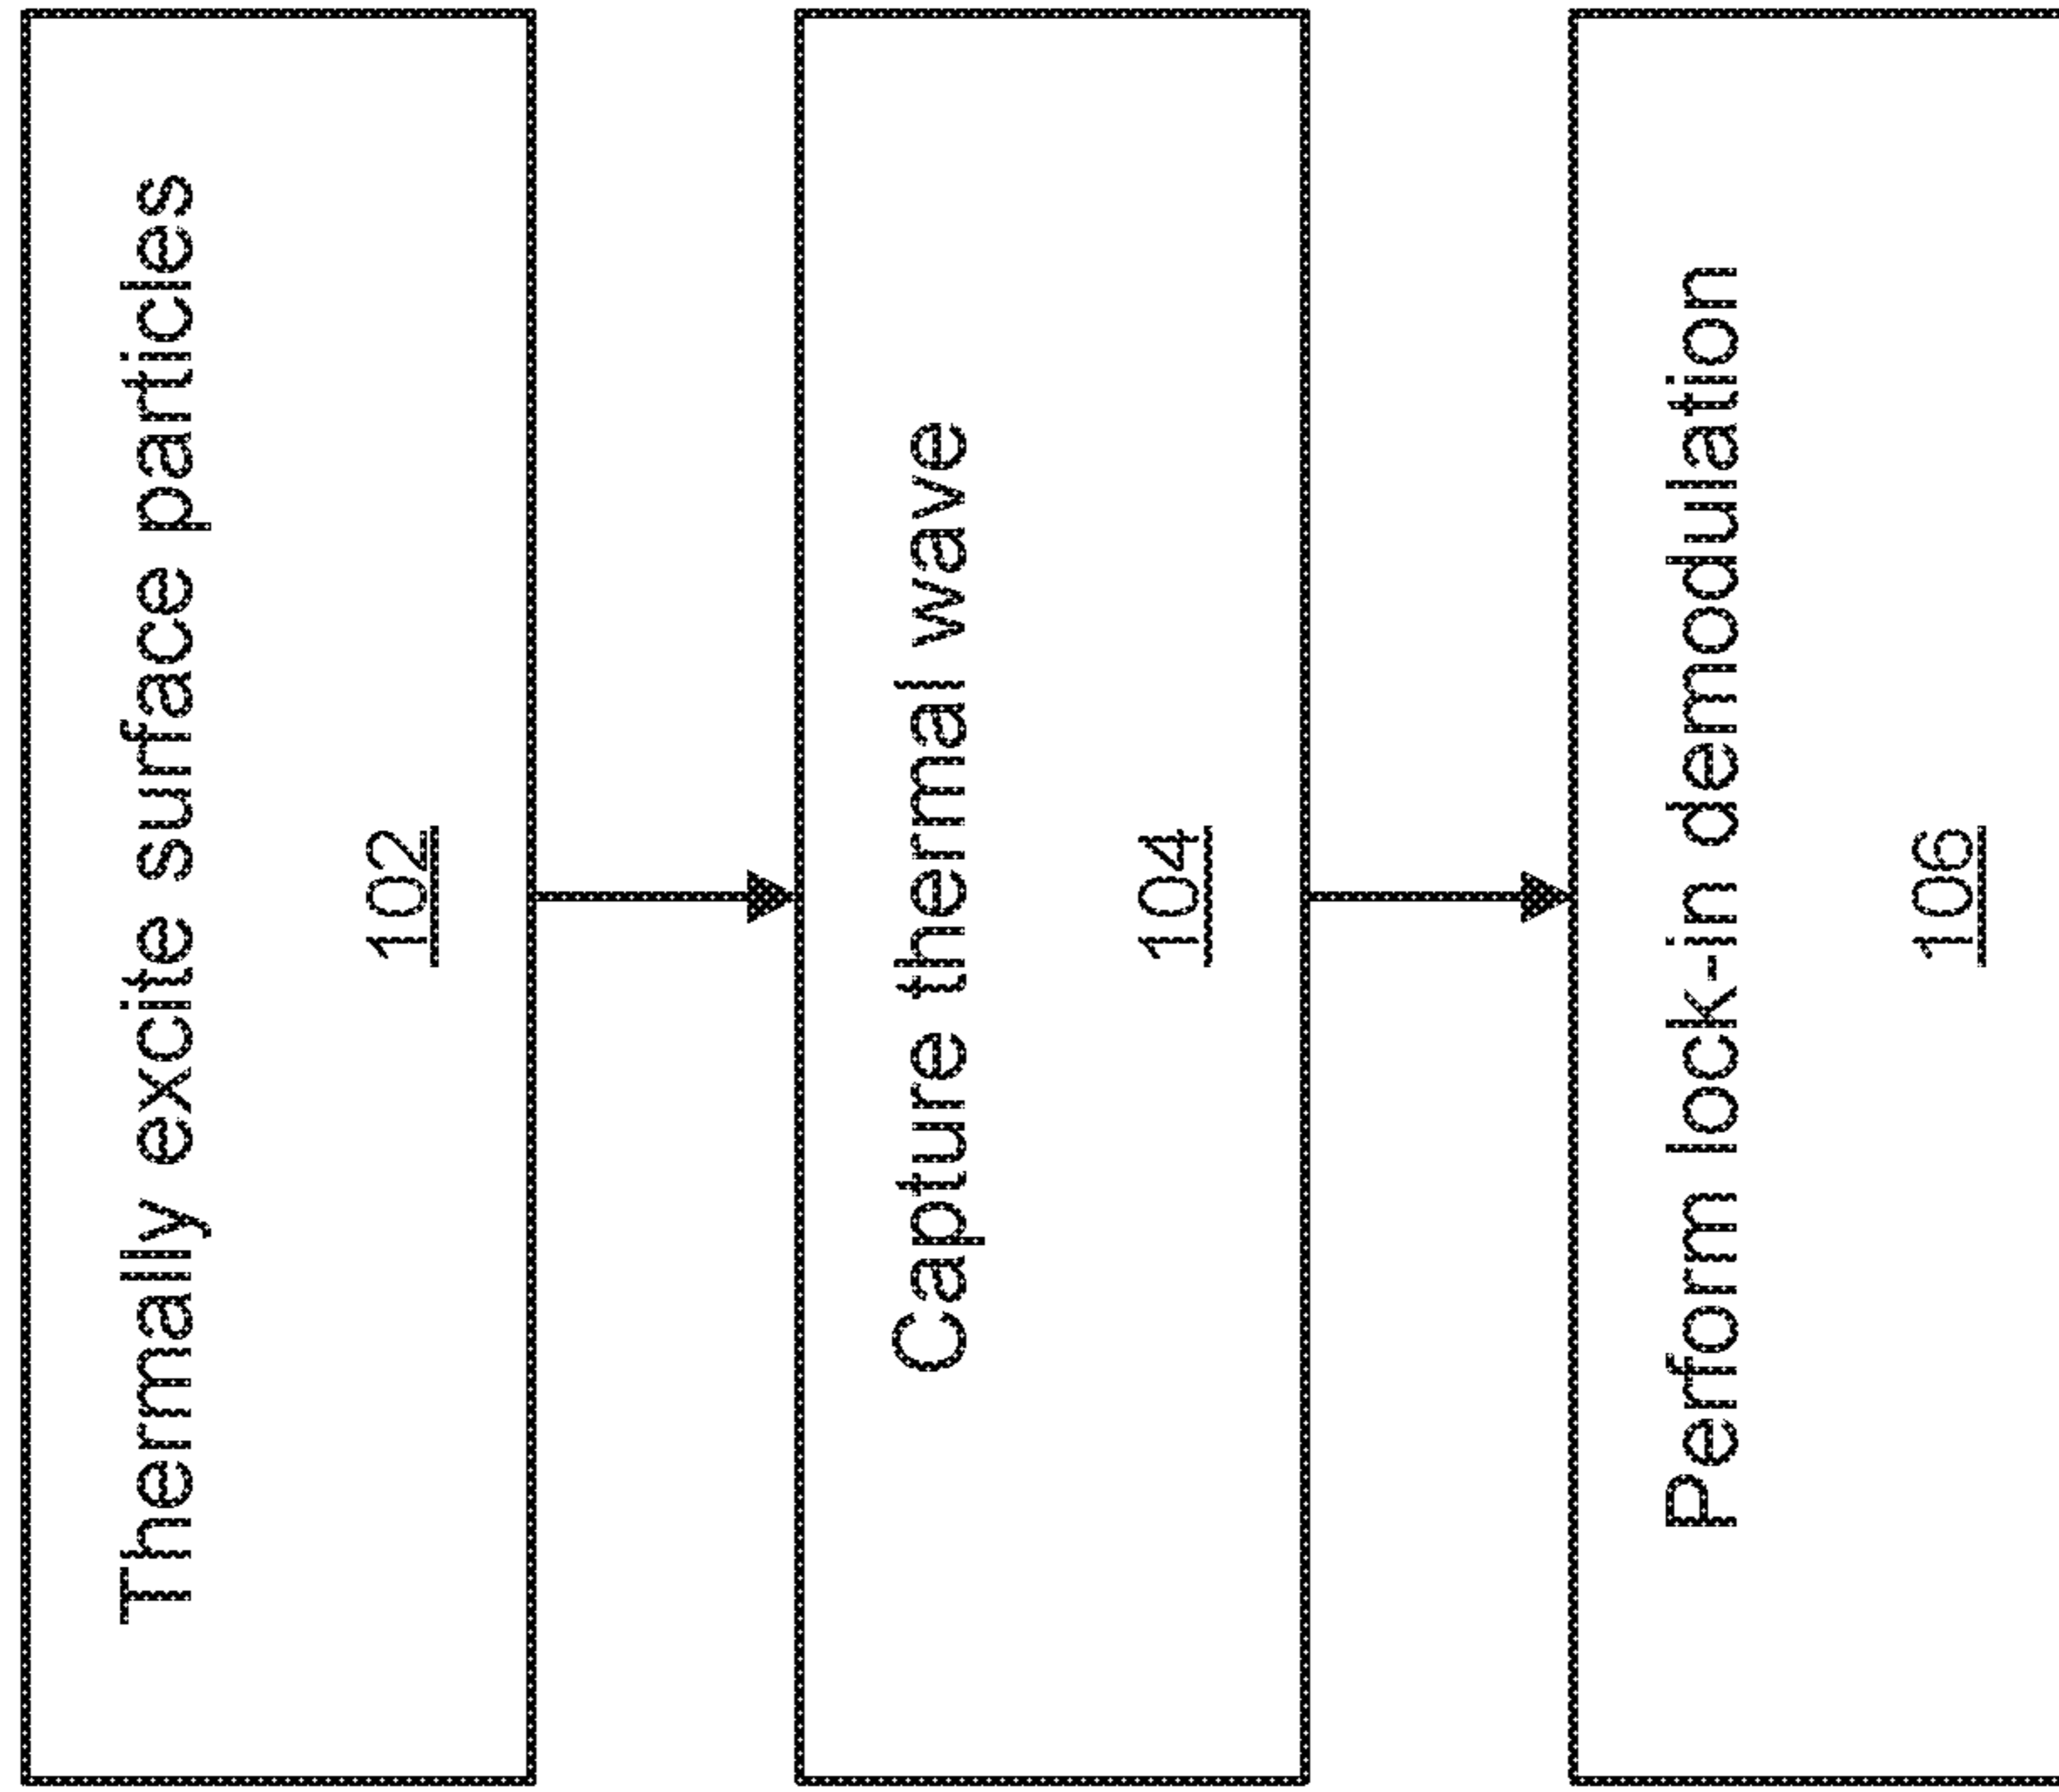 Thermally excite surface particles
102
Capture thermal wave
104
Perform lock-in demodulation
106